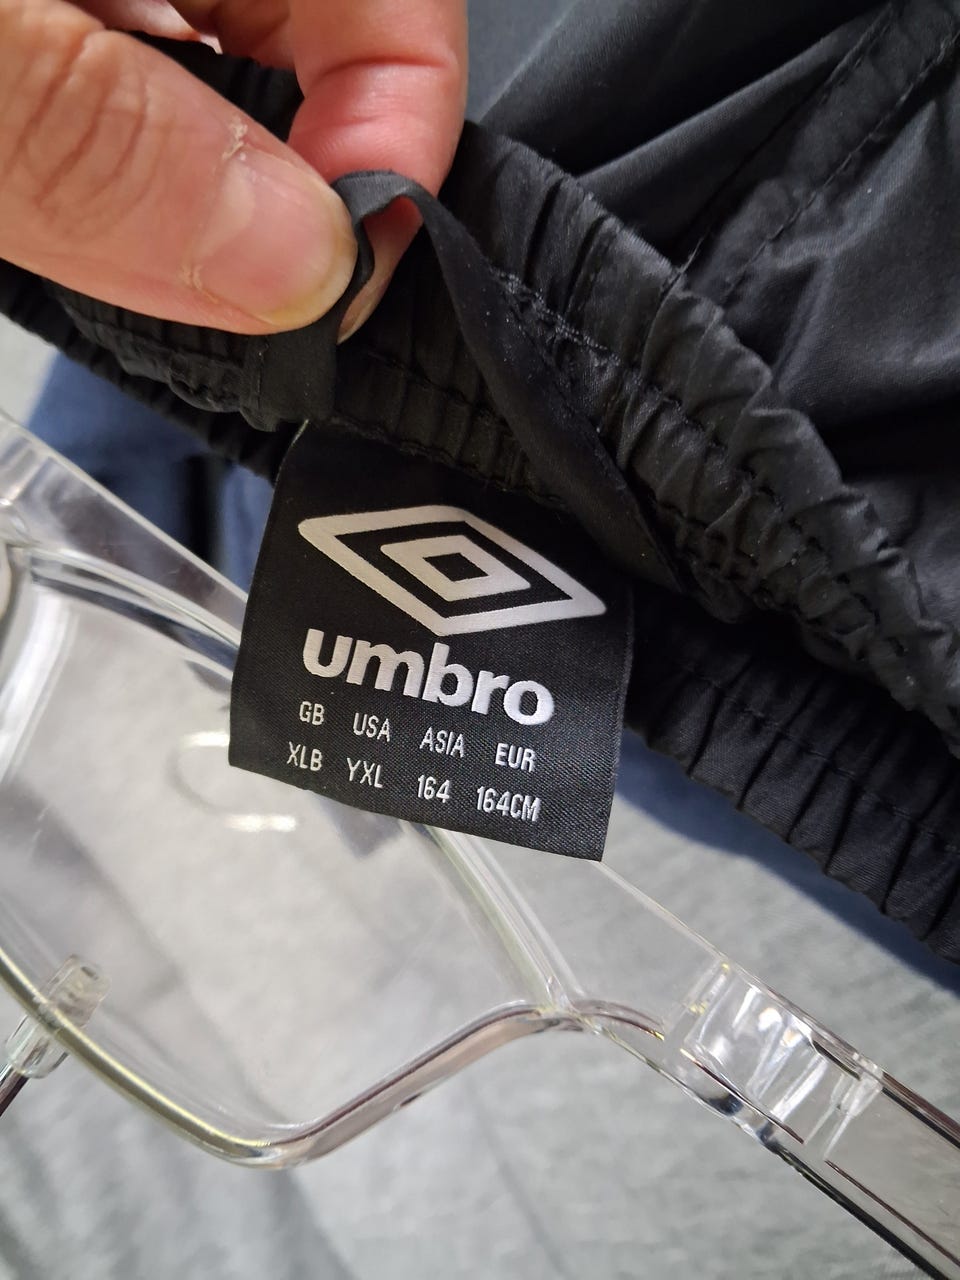 umbro
GB USA ASIA EUR
XLB YXL 164 164CM